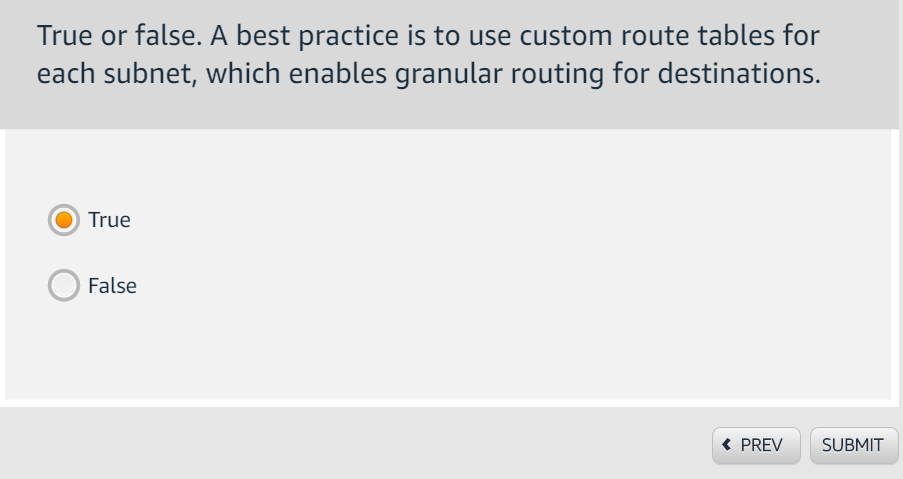 True or false. A best practice is to use custom route tables for
each subnet, which enables granular routing for destinations.
True
False
PREV
SUBMIT